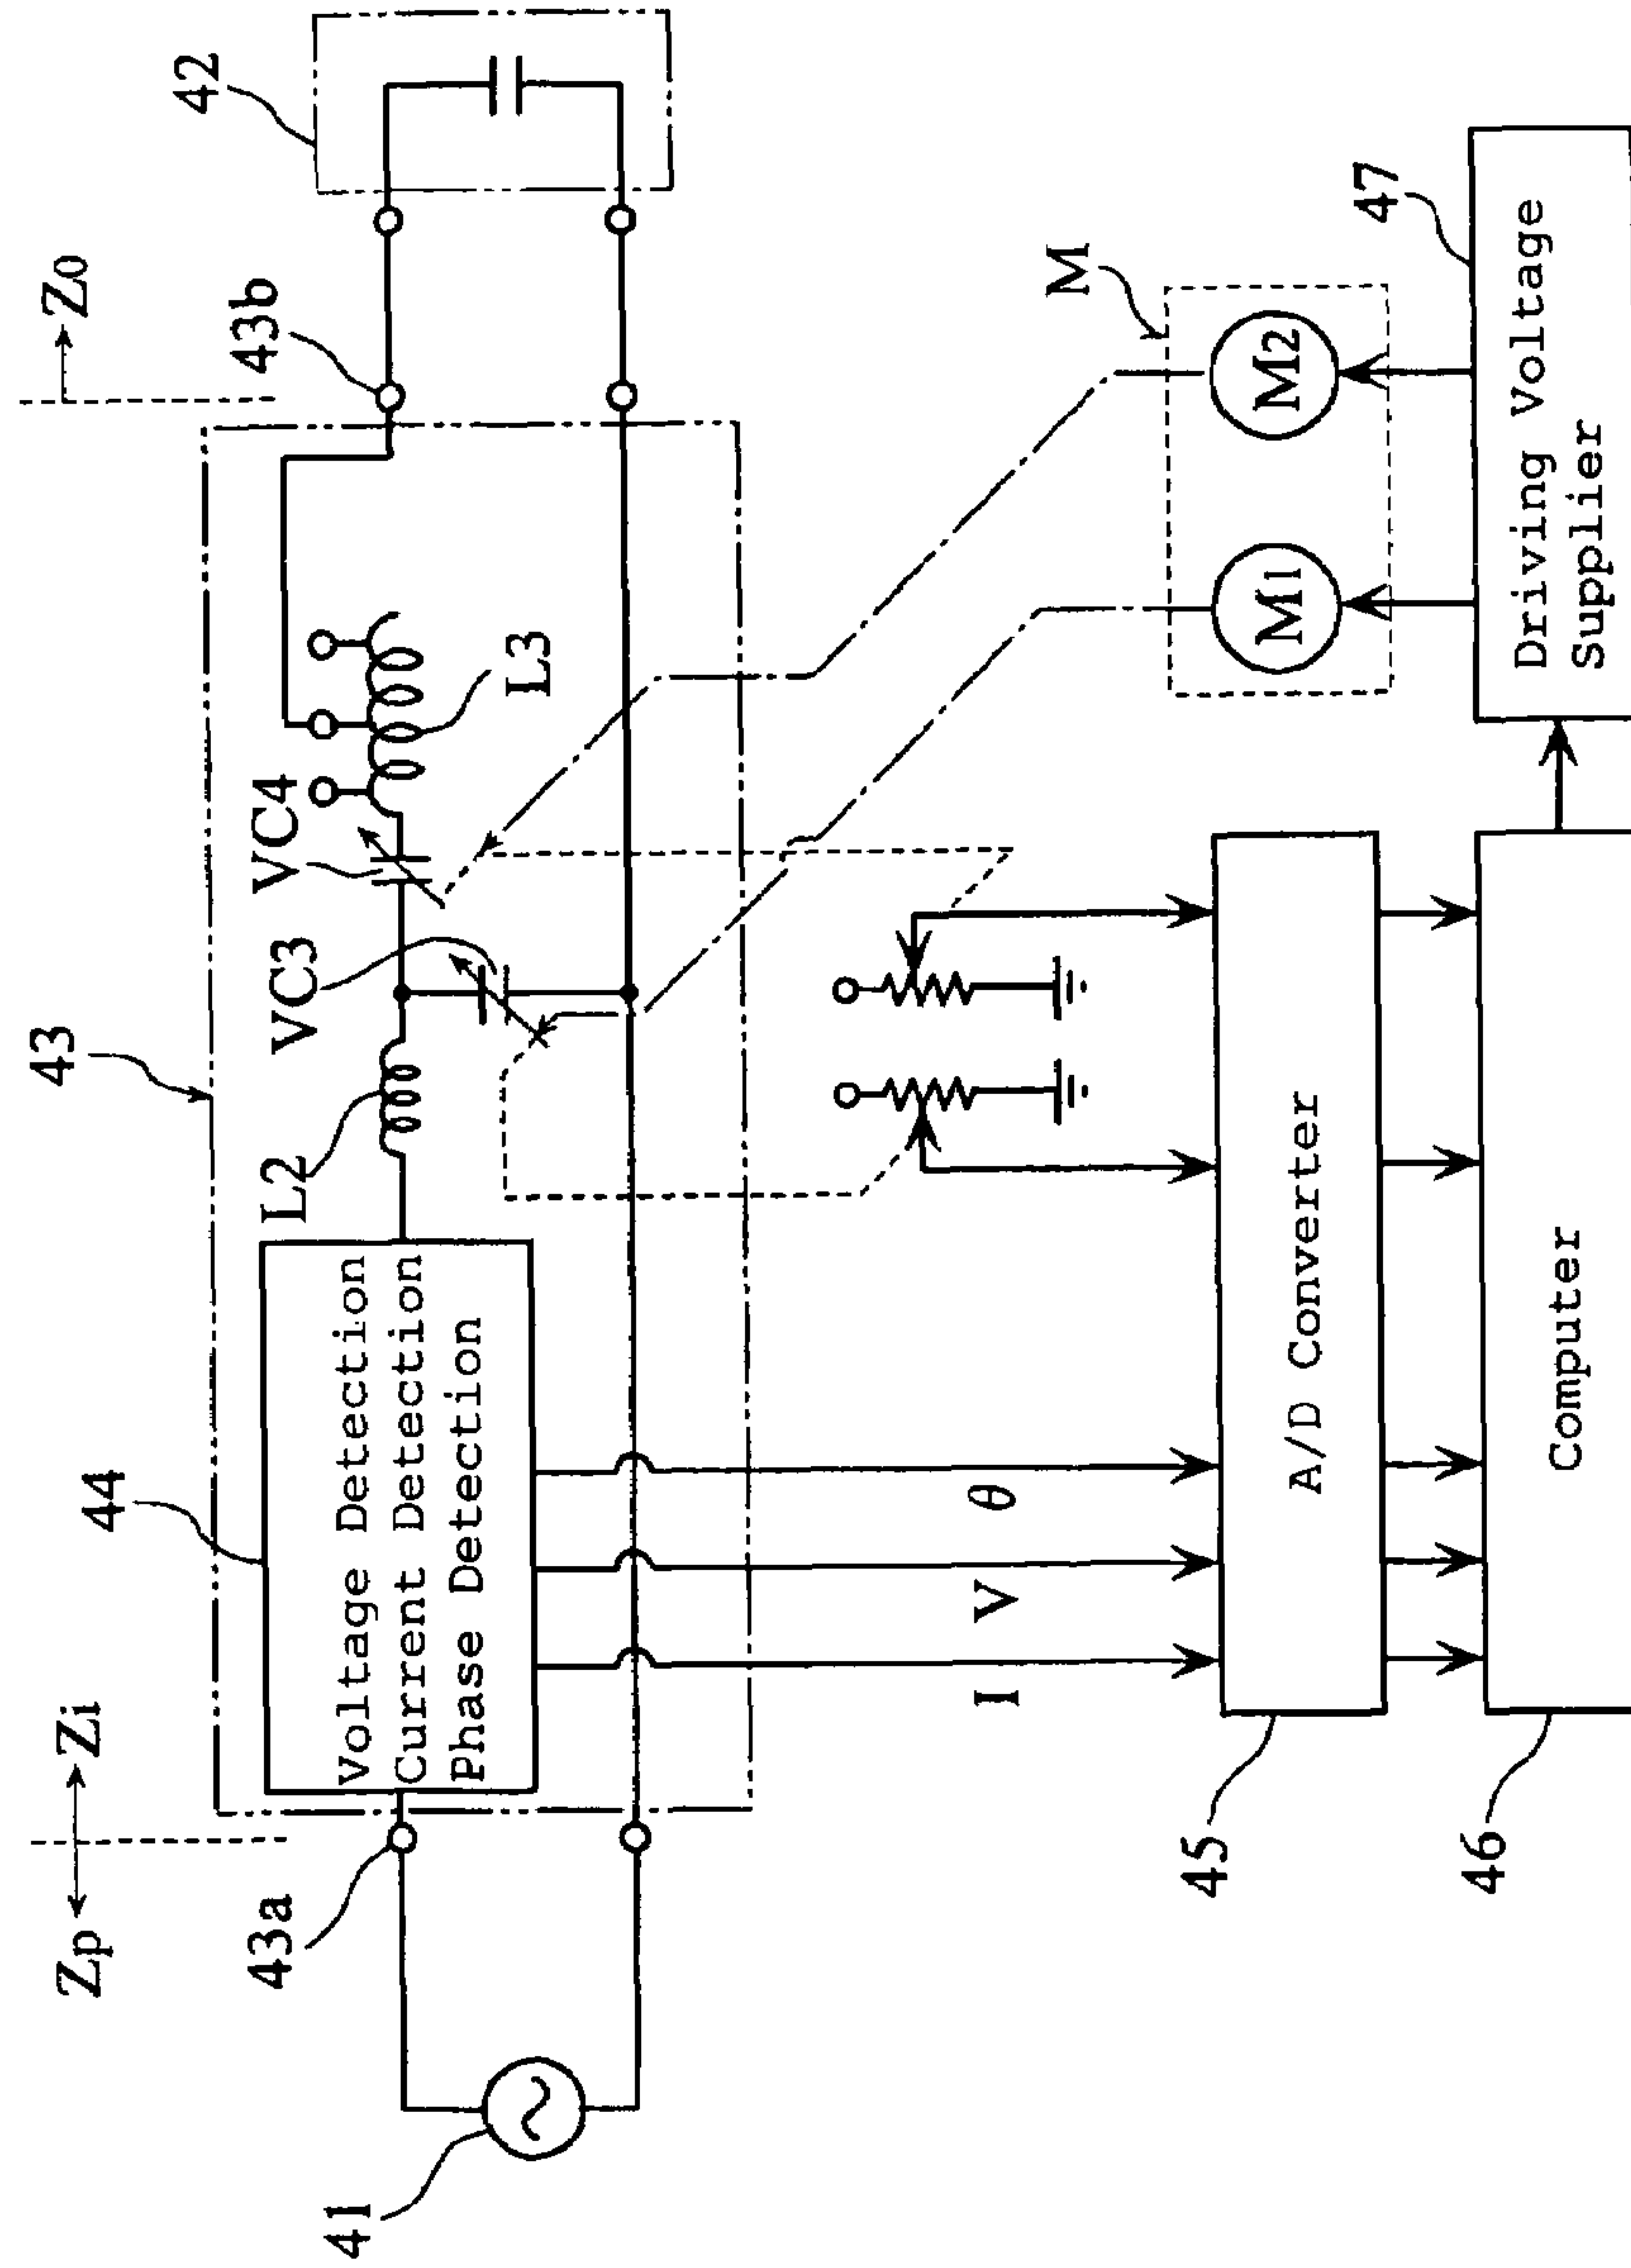 43
42
44
Zp
Zi
Zo
43a
43b
L2
VC3
VC4
L3
Voltage Detection
Current Detection
Phase Detection
41
I
V
θ
M
M1
M2
47
45
A/D Converter
46
Computer
Driving Voltage
Supplier